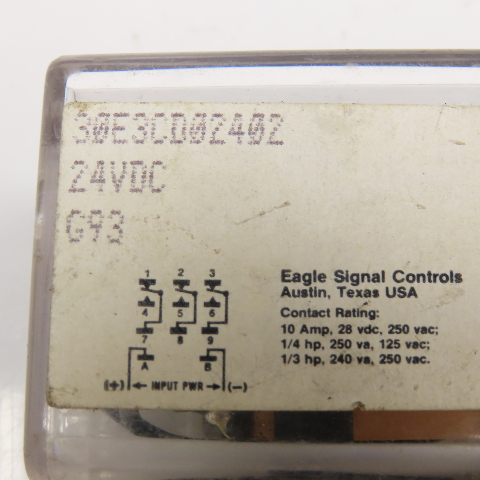 30E3CD02402
24VDC
G93
1 2 3
4 5 6
7 8 9
A B
(+) INPUT PWR (-)
Eagle Signal Controls
Austin, Texas USA
Contact Rating:
10 Amp, 28 vdc, 250 vac;
1/4 hp, 250 va, 125 vac;
1/3 hp, 240 va, 250 vac.